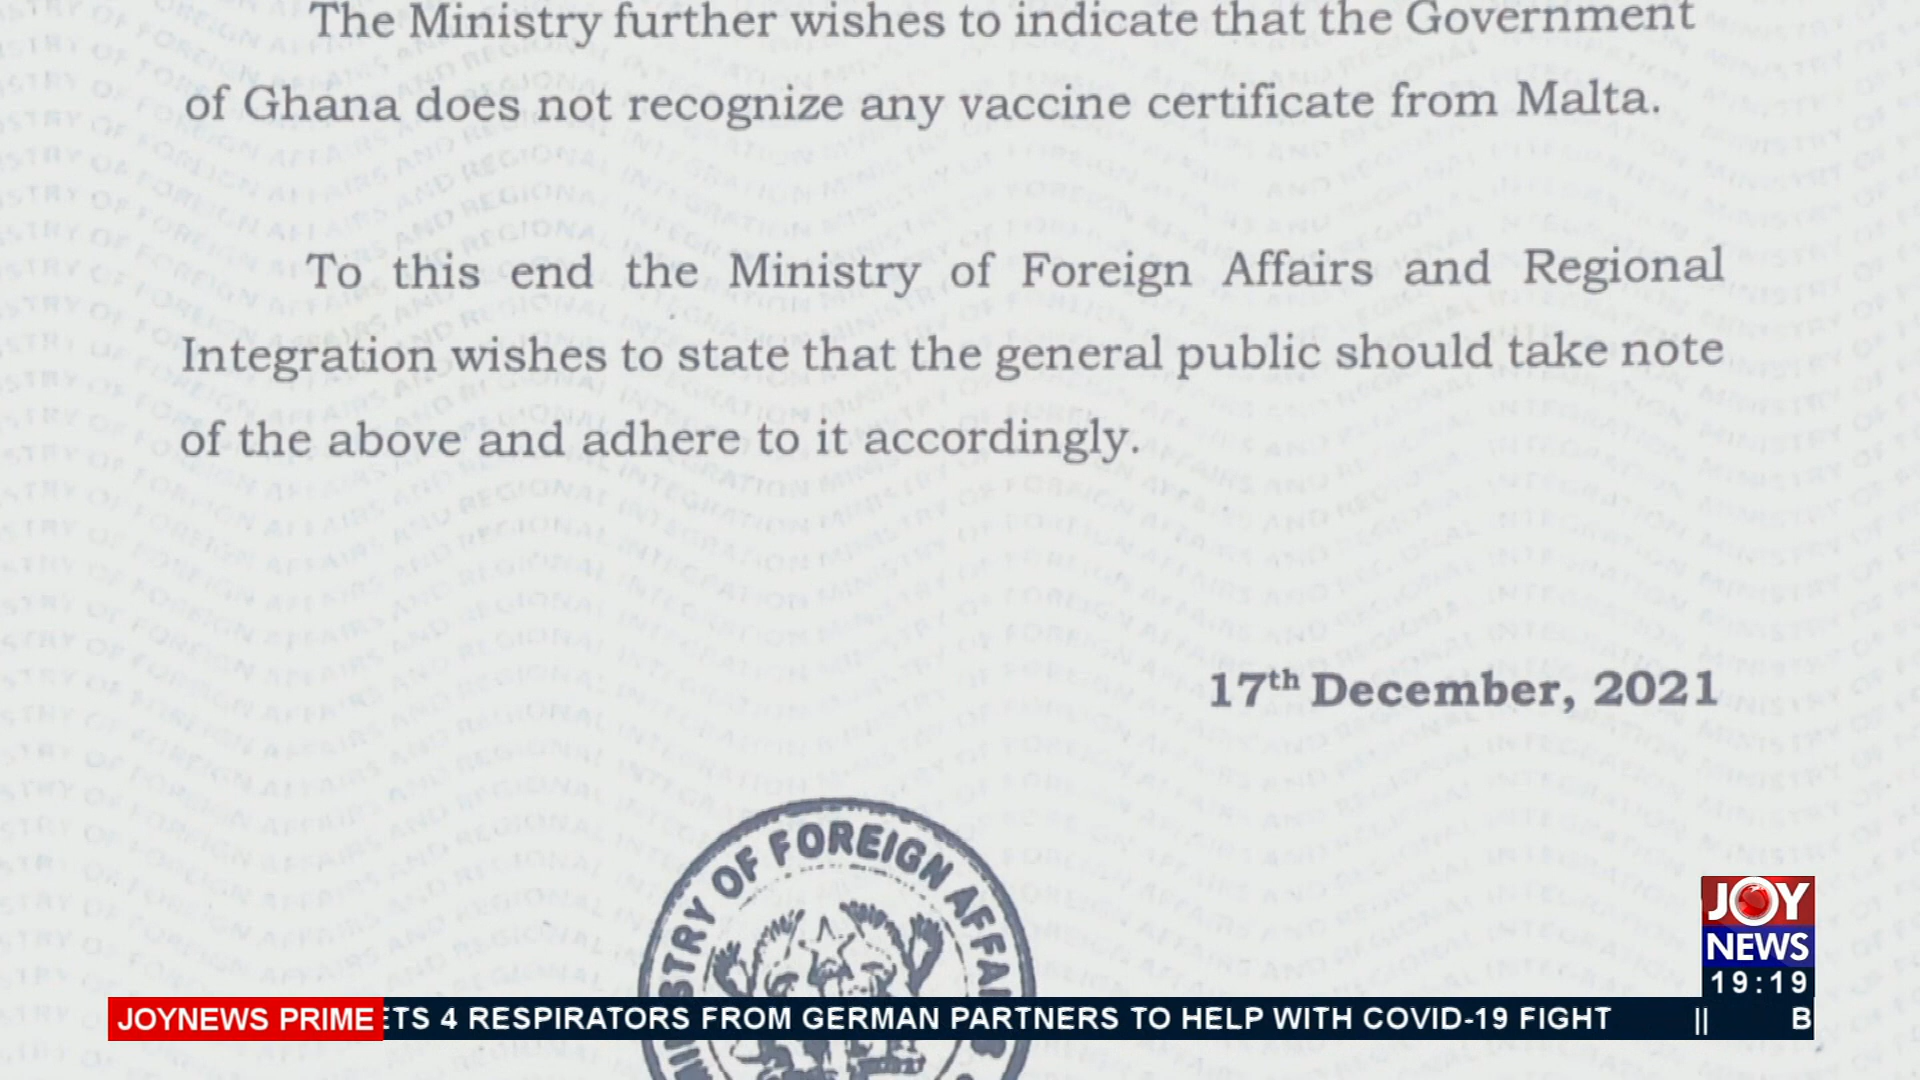 The Ministry further wishes to indicate that the Government
of Ghana does not recognize any vaccine certificate from Malta.
To this end the Ministry of Foreign Affairs and Regional
Integration wishes to state that the general public should take note
of the above and adhere to it accordingly.
17th December, 2021
OF FOREIGN
JOY
NEWS
19:19
JOYNEWS PRIME
ETS 4 RESPIRATORS FROM GERMAN PARTNERS TO HELP WITH COVID-19 FIGHT || B